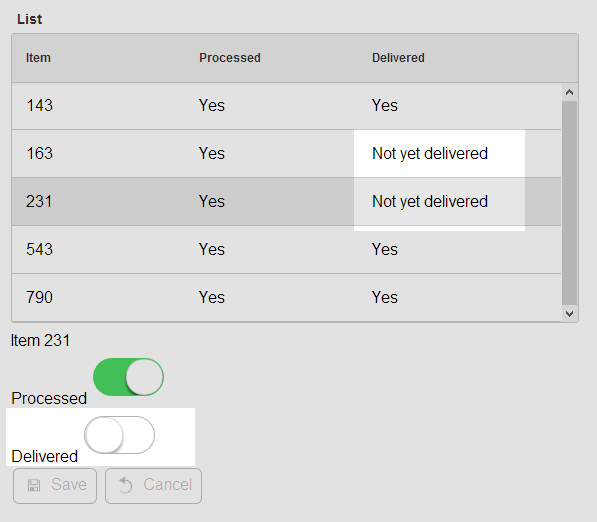 List
Item Processed Delivered
143 Yes Yes
163 Yes Not yet delivered
231 Yes Not yet delivered
543 Yes Yes
790 Yes Yes
Item 231
Processed
Delivered
Save Cancel